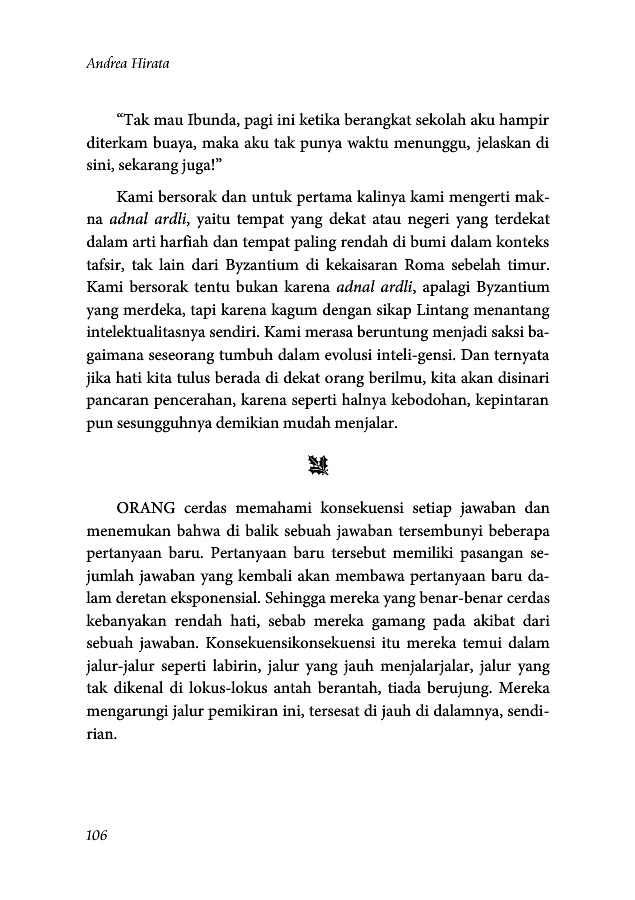 Andrea Hirata
“Tak mau Ibunda, pagi ini ketika berangkat sekolah aku hampir
diterkam buaya, maka aku tak punya waktu menunggu, jelaskan di
sini, sekarang juga!”
Kami bersorak dan untuk pertama kalinya kami mengerti mak-
na adnal ardli, yaitu tempat yang dekat atau negeri yang terdekat
dalam arti harfiah dan tempat paling rendah di bumi dalam konteks
tafsir, tak lain dari Byzantium di kekaisaran Roma sebelah timur.
Kami bersorak tentu bukan karena adnal ardli, apalagi Byzantium
yang merdeka, tapi karena kagum dengan sikap Lintang menantang
intelektualitasnya sendiri. Kami merasa beruntung menjadi saksi ba-
gaimana seseorang tumbuh dalam evolusi inteli-gensi. Dan ternyata
jika hati kita tulus berada di dekat orang berilmu, kita akan disinari
pancaran pencerahan, karena seperti halnya kebodohan, kepintaran
pun sesungguhnya demikian mudah menjalar.
ORANG cerdas memahami konsekuensi setiap jawaban dan
menemukan bahwa di balik sebuah jawaban tersembunyi beberapa
pertanyaan baru. Pertanyaan baru tersebut memiliki pasangan se-
jumlah jawaban yang kembali akan membawa pertanyaan baru da-
lam deretan eksponensial. Sehingga mereka yang benar-benar cerdas
kebanyakan rendah hati, sebab mereka gamang pada akibat dari
sebuah jawaban. Konsekuensikonsekuensi itu mereka temui dalam
jalur-jalur seperti labirin, jalur yang jauh menjalarjalar, jalur yang
tak dikenal di lokus-lokus antah berantah, tiada berujung. Mereka
mengarungi jalur pemikiran ini, tersesat di jauh di dalamnya, sendi-
rian.
106